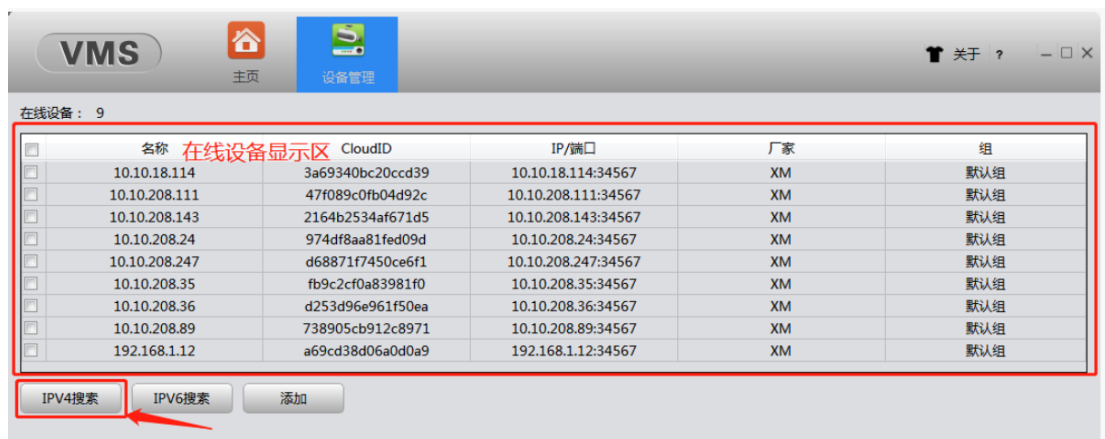 VMS
主页
设备管理
关于 ?
在线设备： 9
名称 在线设备显示区 CloudID IP/端口 厂家 组
10.10.18.114 3a69340bc20ccd39 10.10.18.114:34567 XM 默认组
10.10.208.111 47f089c0fb04d92c 10.10.208.111:34567 XM 默认组
10.10.208.143 2164b2534af671d5 10.10.208.143:34567 XM 默认组
10.10.208.24 974df8aa81fed09d 10.10.208.24:34567 XM 默认组
10.10.208.247 d68871f7450ce6f1 10.10.208.247:34567 XM 默认组
10.10.208.35 fb9c2cf0a83981f0 10.10.208.35:34567 XM 默认组
10.10.208.36 d253d96e961f50ea 10.10.208.36:34567 XM 默认组
10.10.208.89 738905cb912c8971 10.10.208.89:34567 XM 默认组
192.168.1.12 a69cd38d06a0d0a9 192.168.1.12:34567 XM 默认组
IPV4搜索 IPV6搜索 添加